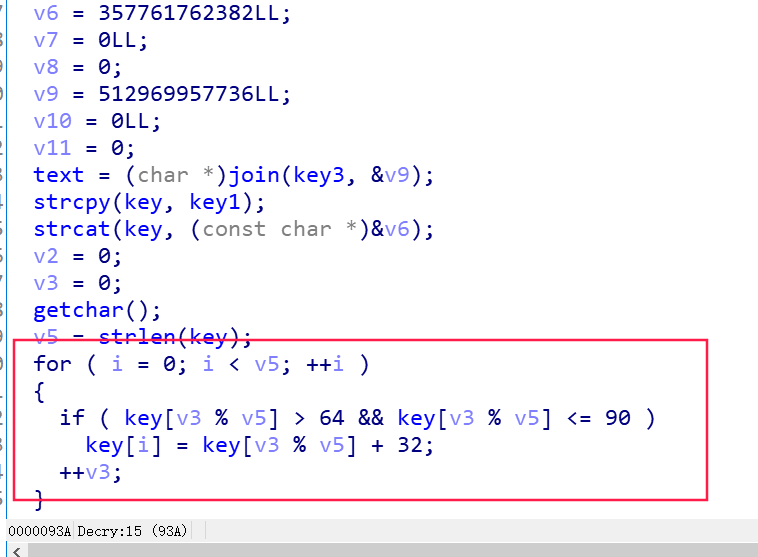 v6 = 357761762382LL;
v7 = 0LL;
v8 = 0;
v9 = 512969957736LL;
v10 = 0LL;
v11 = 0;
text = (char *)join(key3, &v9);
strcpy(key, key1);
strcat(key, (const char *)&v6);
v2 = 0;
v3 = 0;
getchar();
v5 = strlen(key);
for ( i = 0; i < v5; ++i )
{
if ( key[v3 % v5] > 64 && key[v3 % v5] <= 90 )
key[i] = key[v3 % v5] + 32;
++v3;
}
0000093A Decry:15 (93A)